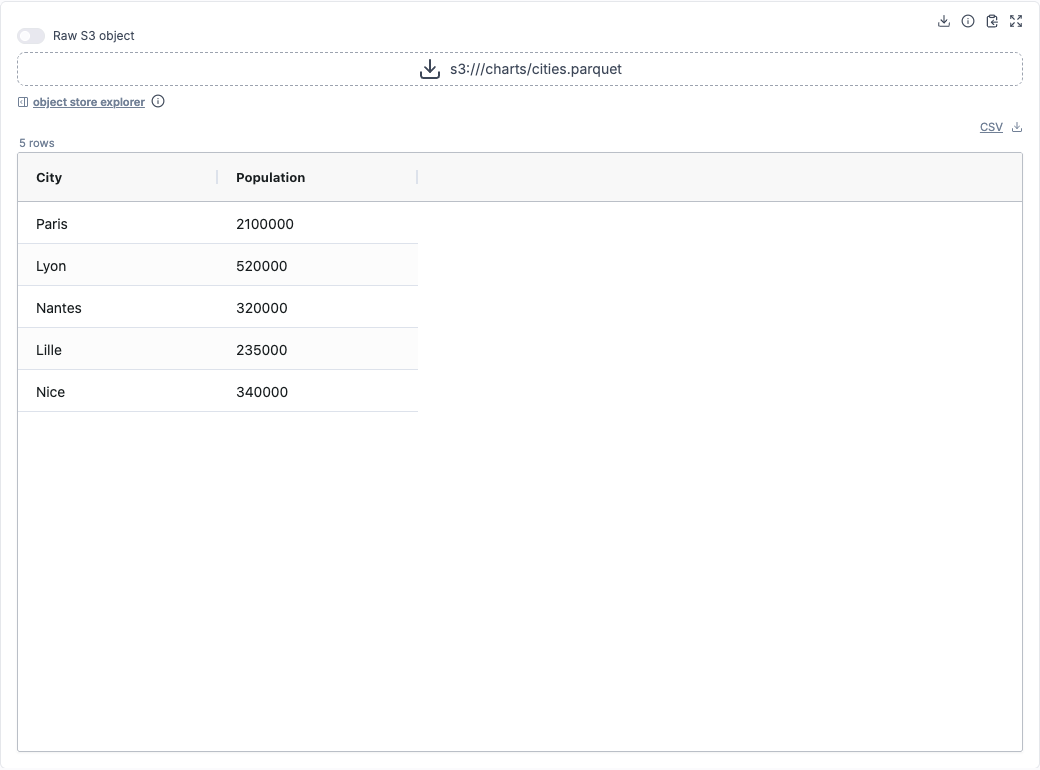 Raw S3 object
s3:///charts/cities.parquet
object store explorer
CSV
5 rows
City Population
Paris 2100000
Lyon 520000
Nantes 320000
Lille 235000
Nice 340000